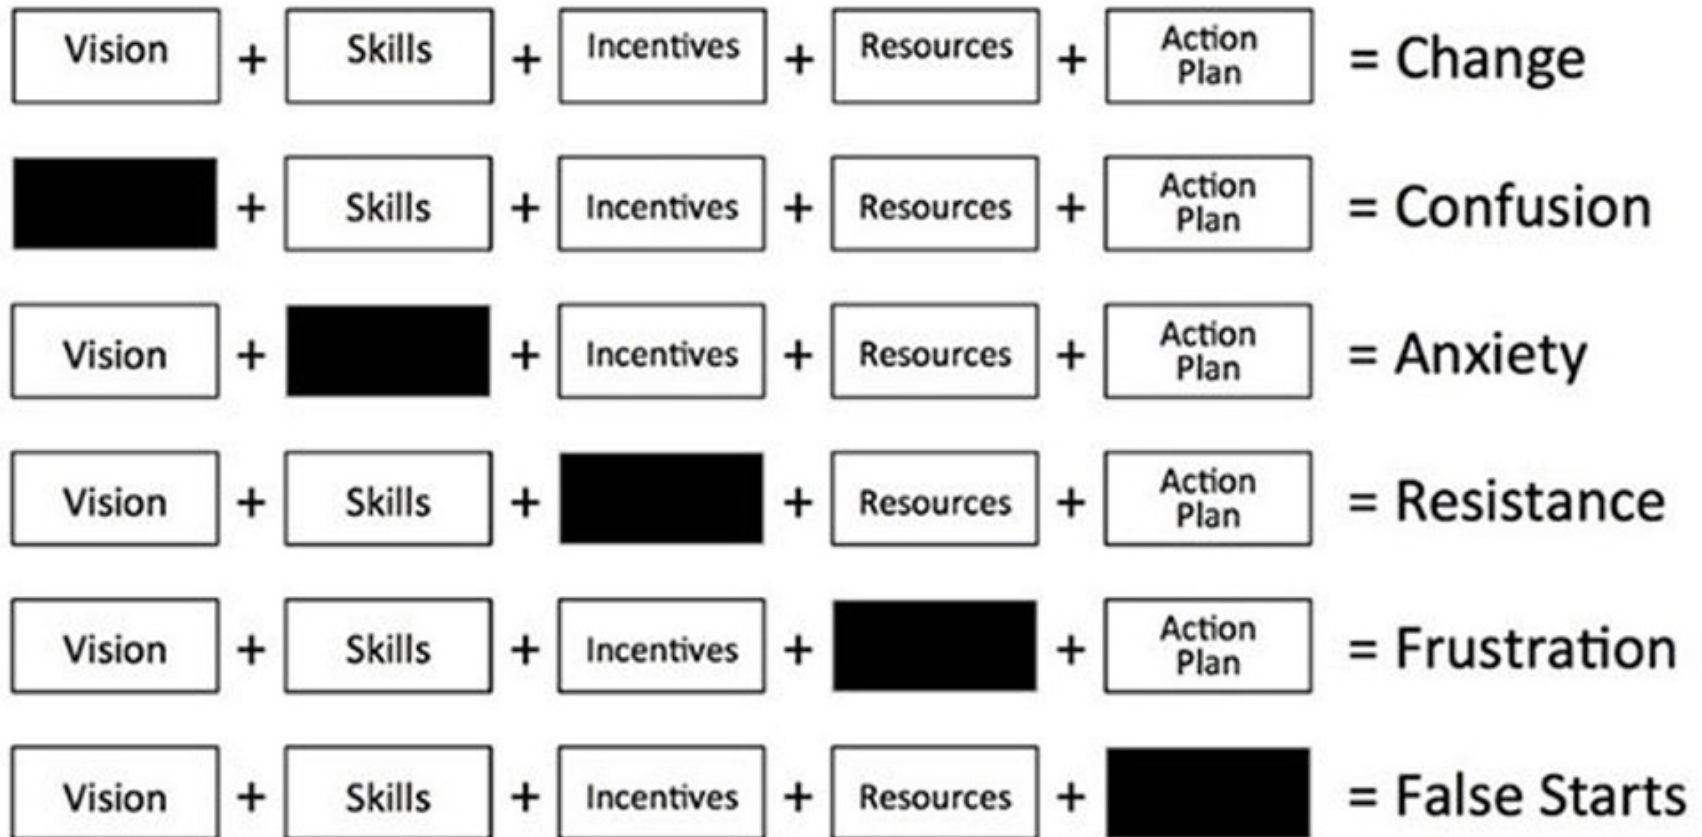 Vision + Skills + Incentives + Resources + Action Plan = Change
+ Skills + Incentives + Resources + Action Plan = Confusion
Vision + + Incentives + Resources + Action Plan = Anxiety
Vision + Skills + + Resources + Action Plan = Resistance
Vision + Skills + Incentives + + Action Plan = Frustration
Vision + Skills + Incentives + Resources + = False Starts